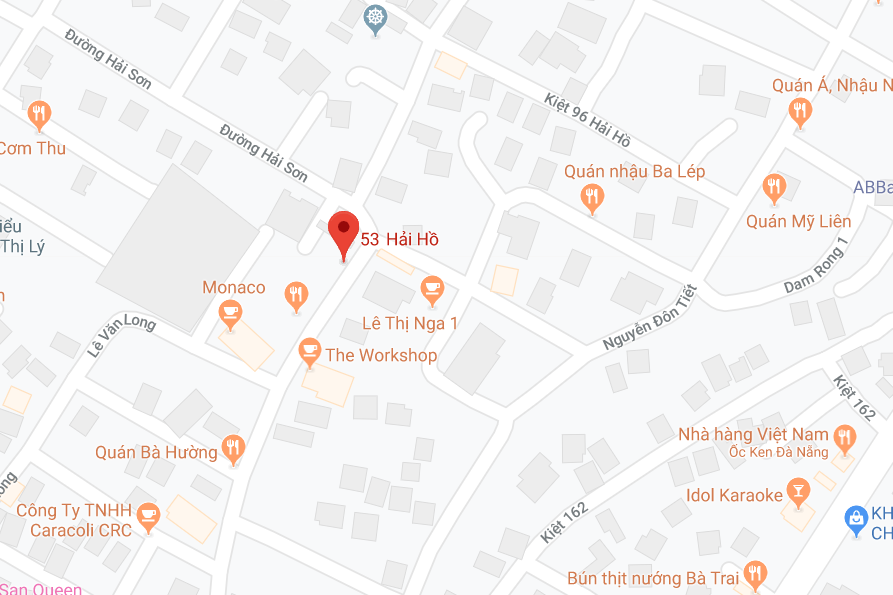 Đường Hải Sơn
Kiệt 96 Hải Hồ
Quán Á, Nhậu N
Cơm Thu
Đường Hải Sơn
Quán nhậu Ba Lép
ABBa
Quán Mỹ Liên
iểu
Thị Lý
53 Hải Hồ
Dam Rong 1
Monaco
Lê Thị Nga 1
Nguyễn Đôn Tiết
Lê Văn Long
The Workshop
Kiệt 162
Nhà hàng Việt Nam
Ốc Ken Đà Nẵng
Quán Bà Hường
Idol Karaoke
Công Ty TNHH
Caracoli CRC
KH
CH
Kiệt 162
Bún thịt nướng Bà Trai
San Queen